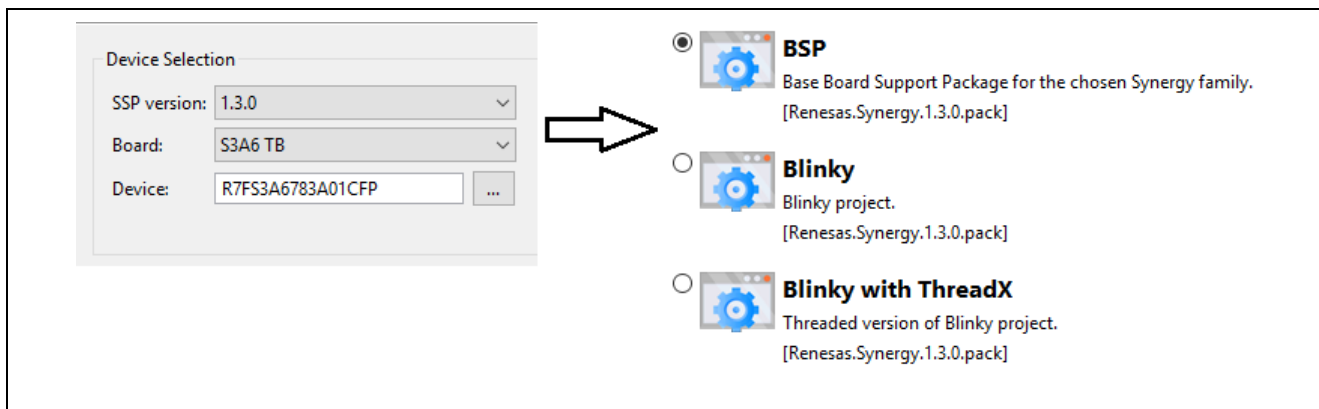 Device Selection
SSP version: 1.3.0
Board: S3A6 TB
Device: R7FS3A6783A01CFP ...
BSP
Base Board Support Package for the chosen Synergy family.
[Renesas.Synergy.1.3.0.pack]
Blinky
Blinky project.
[Renesas.Synergy.1.3.0.pack]
Blinky with ThreadX
Threaded version of Blinky project.
[Renesas.Synergy.1.3.0.pack]